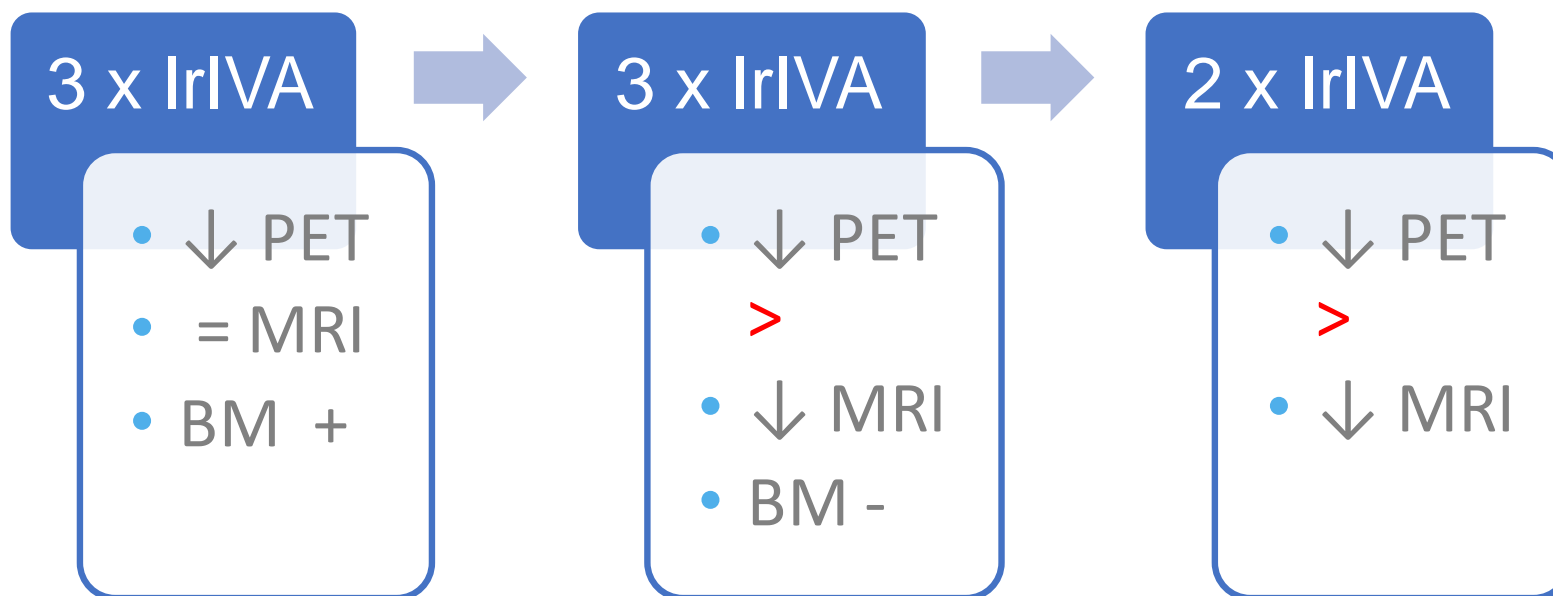 3 x IrIVA
• ↓ PET
• = MRI
• BM +
3 x IrIVA
• ↓ PET
>
• ↓ MRI
• BM -
2 x IrIVA
• ↓ PET
>
• ↓ MRI